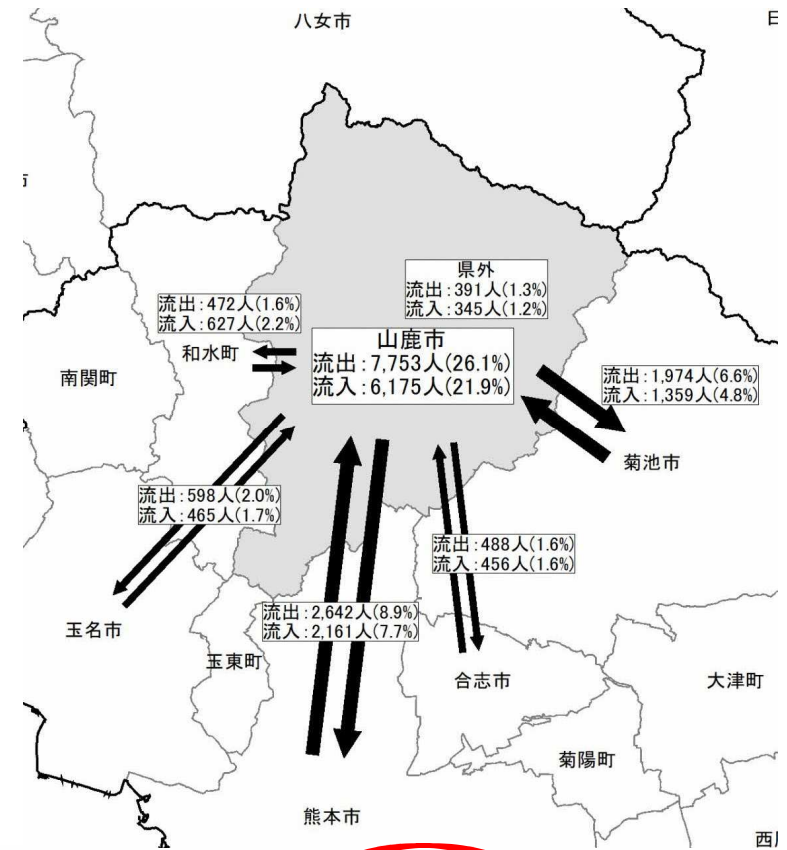 八女市
県外
流出:391人(1.3%)
流入:345人(1.2%)
流出:472人(1.6%)
流入:627人(2.2%)
和水町
山鹿市
流出:7,753人(26.1%)
流入:6,175人(21.9%)
南関町
流出:1,974人(6.6%)
流入:1,359人(4.8%)
菊池市
流出:598人(2.0%)
流入:465人(1.7%)
流出:488人(1.6%)
流入:456人(1.6%)
流出:2,642人(8.9%)
流入:2,161人(7.7%)
玉名市
玉東町
合志市
大津町
菊陽町
熊本市
西